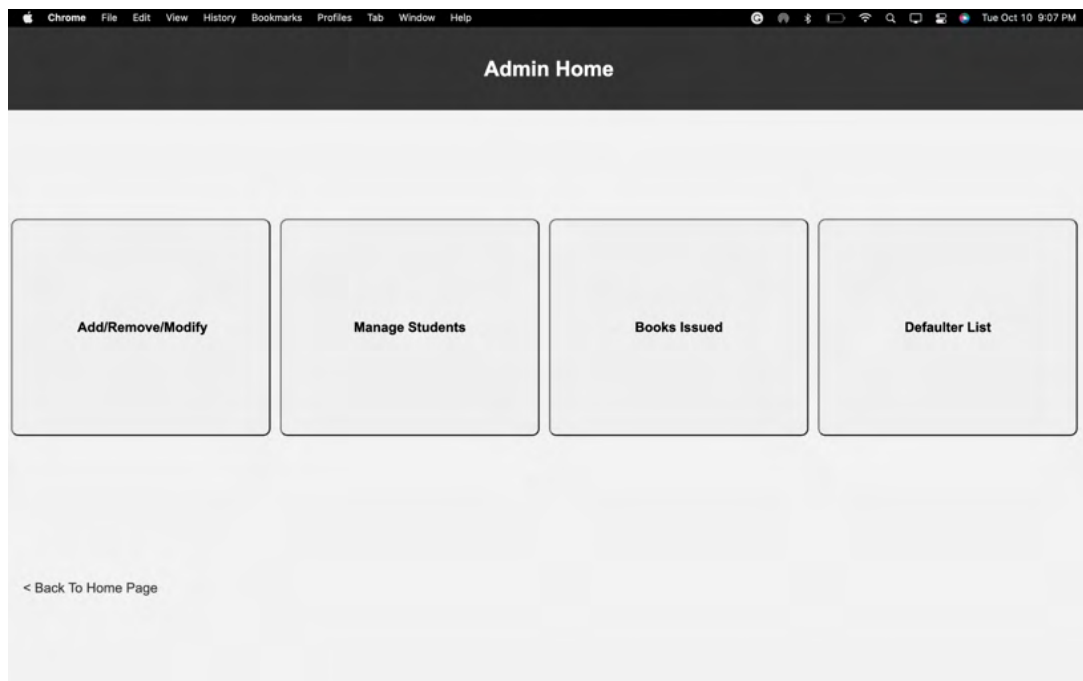 Chrome File Edit View History Bookmarks Profiles Tab Window Help Tue Oct 10 9:07 PM
Admin Home
Add/Remove/Modify Manage Students Books Issued Defaulter List
< Back To Home Page